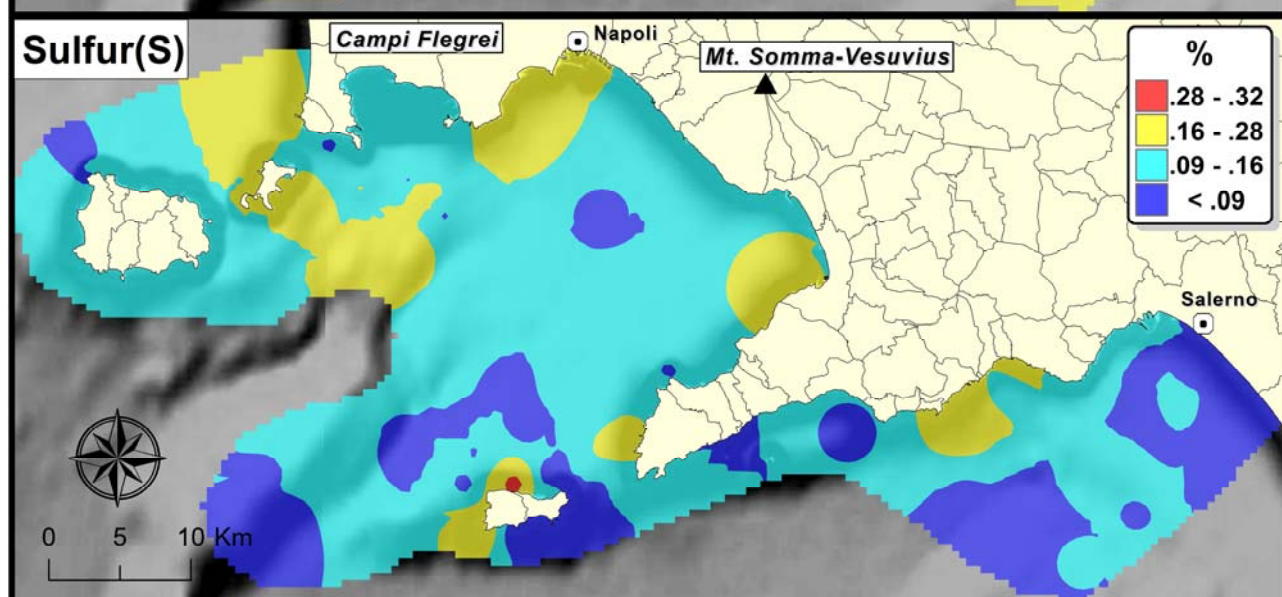 Sulfur(S)
Campi Flegrei
Napoli
Mt. Somma-Vesuvius
%
.28 - .32
.16 - .28
.09 - .16
< .09
Salerno
0 5 10 Km